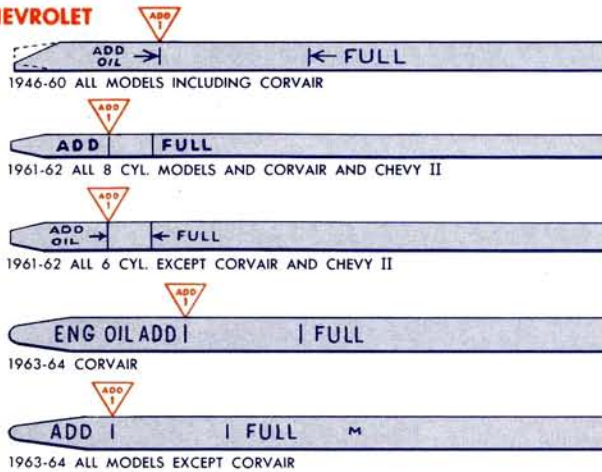 EVROLET
ADD
1
ADD
OIL
FULL
1946-60 ALL MODELS INCLUDING CORVAIR
ADD
1
ADD FULL
1961-62 ALL 8 CYL. MODELS AND CORVAIR AND CHEVY II
ADD
1
ADD
OIL
FULL
1961-62 ALL 6 CYL. EXCEPT CORVAIR AND CHEVY II
ADD
1
ENG OIL ADD FULL
1963-64 CORVAIR
ADD
1
ADD FULL M
1963-64 ALL MODELS EXCEPT CORVAIR